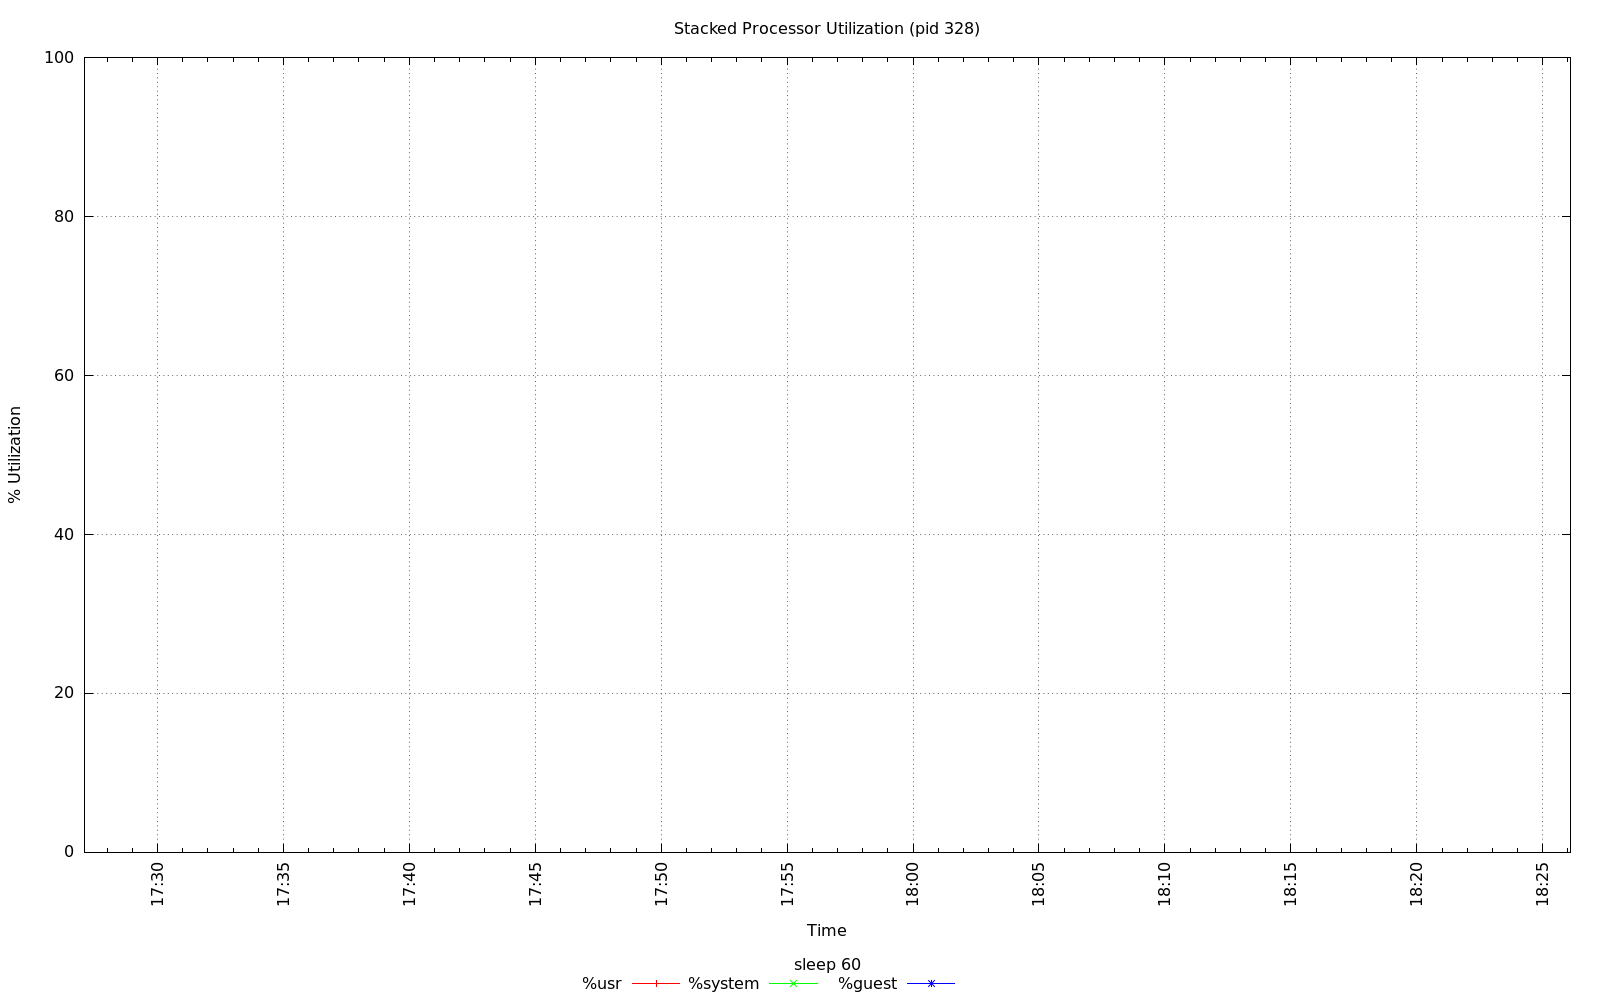 Stacked Processor Utilization (pid 328)
100
80
60
40
20
0
% Utilization
17:30 17:35 17:40 17:45 17:50 17:55 18:00 18:05 18:10 18:15 18:20 18:25
Time
sleep 60
%usr %system %guest